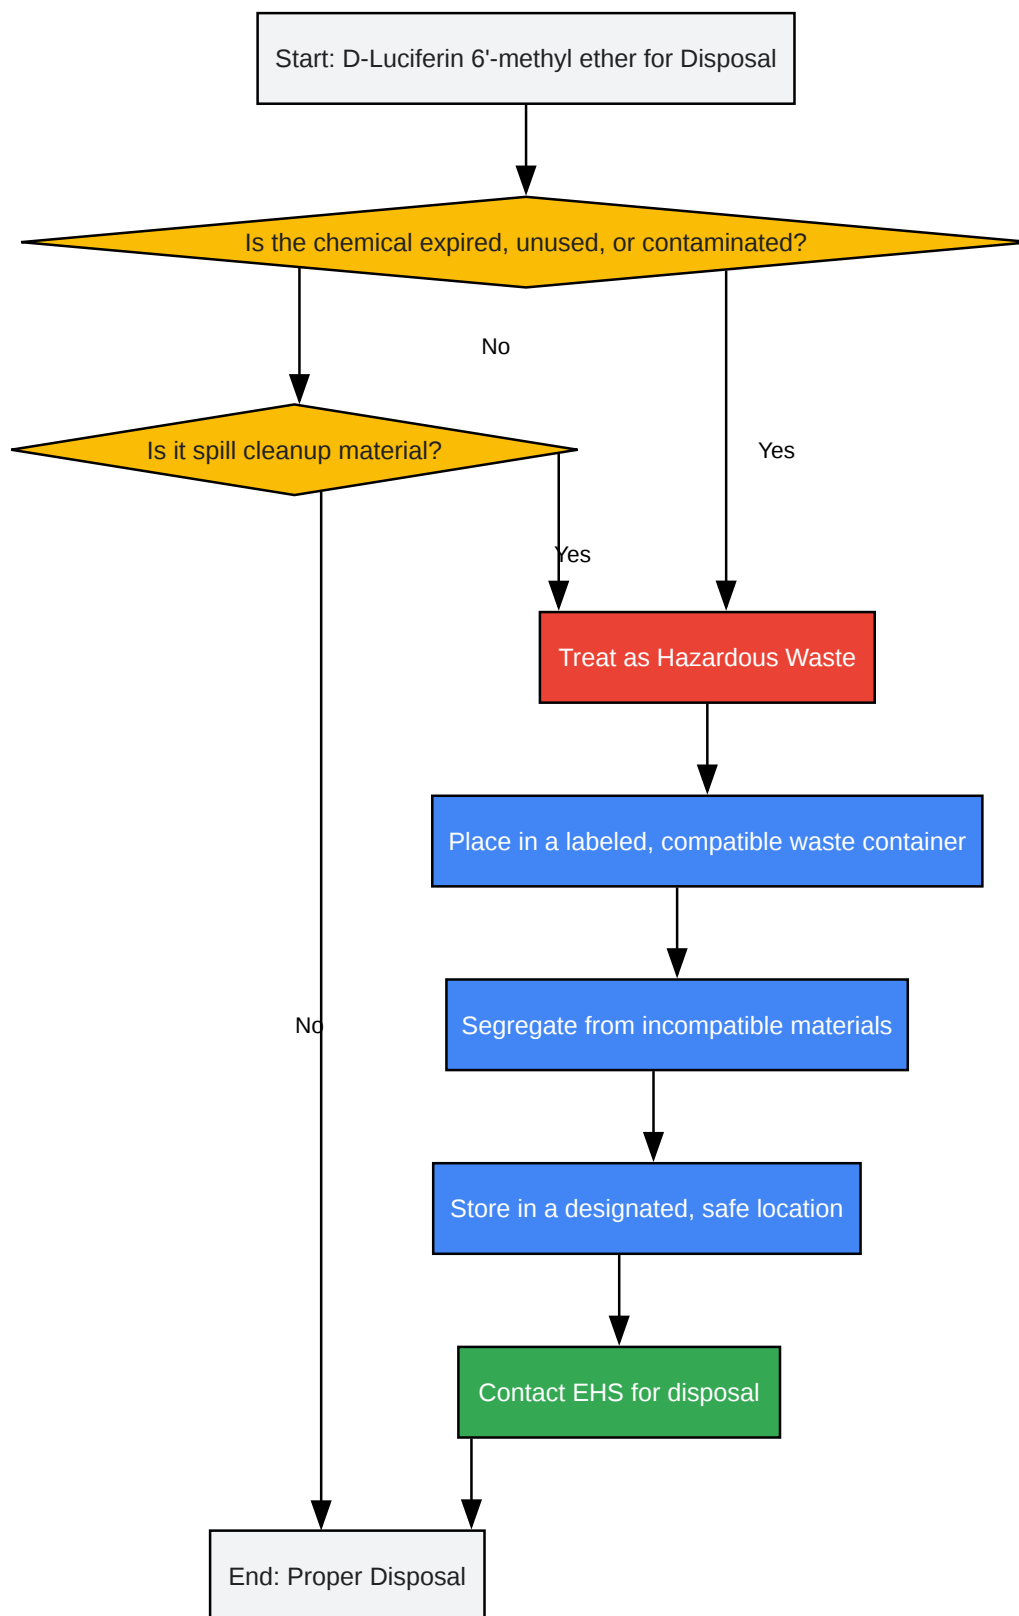 Start: D-Luciferin 6'-methyl ether for Disposal
Is the chemical expired, unused, or contaminated?
No
Is it spill cleanup material?
Yes
Yes
Treat as Hazardous Waste
Place in a labeled, compatible waste container
Segregate from incompatible materials
No
Store in a designated, safe location
Contact EHS for disposal
End: Proper Disposal